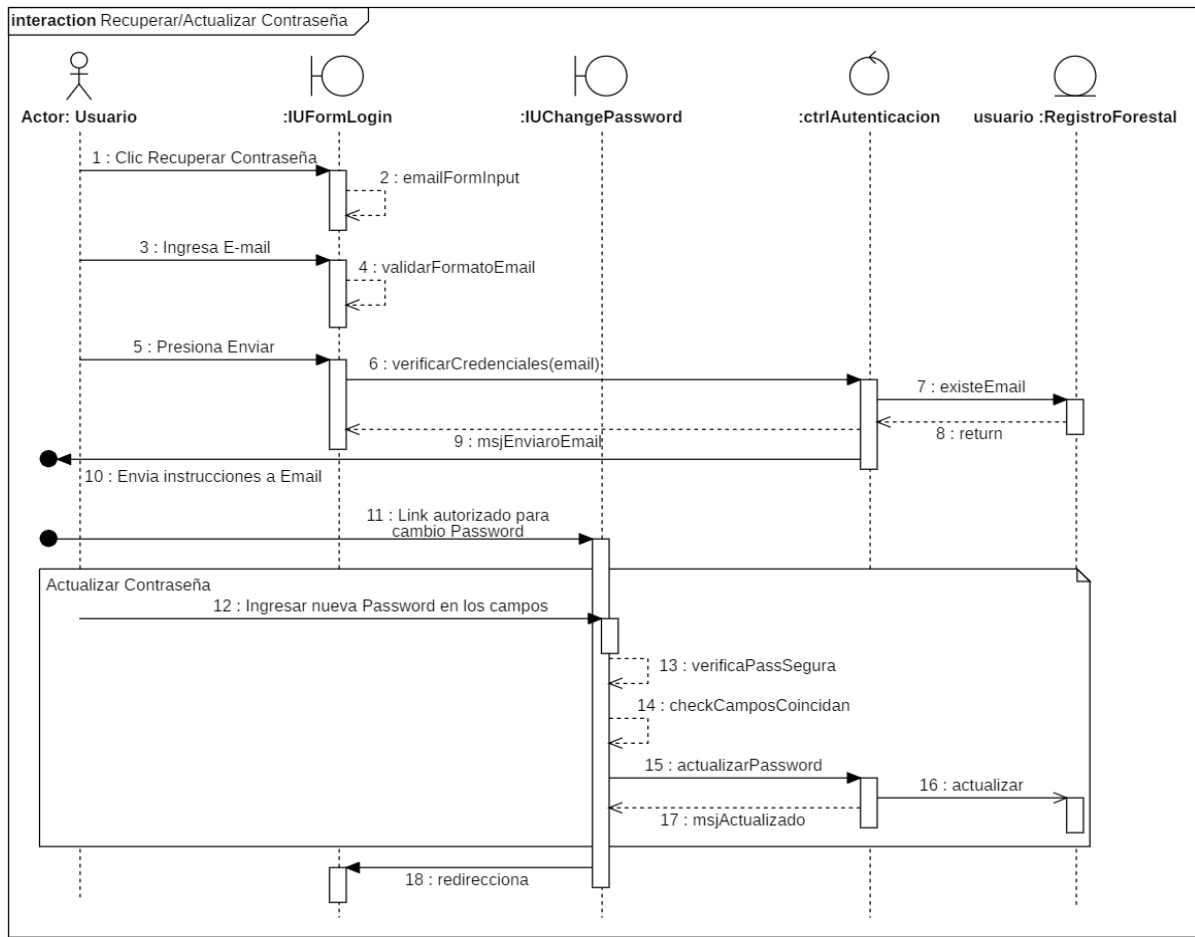 interaction Recuperar/Actualizar Contraseña
Actor: Usuario
:IUFormLogin
:IUChangePassword
:ctrlAutenticacion
usuario :RegistroForestal
1 : Clic Recuperar Contraseña
2 : emailFormInput
3 : Ingresa E-mail
4 : validarFormatoEmail
5 : Presiona Enviar
6 : verificarCredenciales(email)
7 : existeEmail
8 : return
9 : msjEnviaroEmail
10 : Envia instrucciones a Email
11 : Link autorizado para
cambio Password
Actualizar Contraseña
12 : Ingresar nueva Password en los campos
13 : verificaPassSegura
14 : checkCamposCoincidan
15 : actualizarPassword
16 : actualizar
17 : msjActualizado
18 : redirecciona